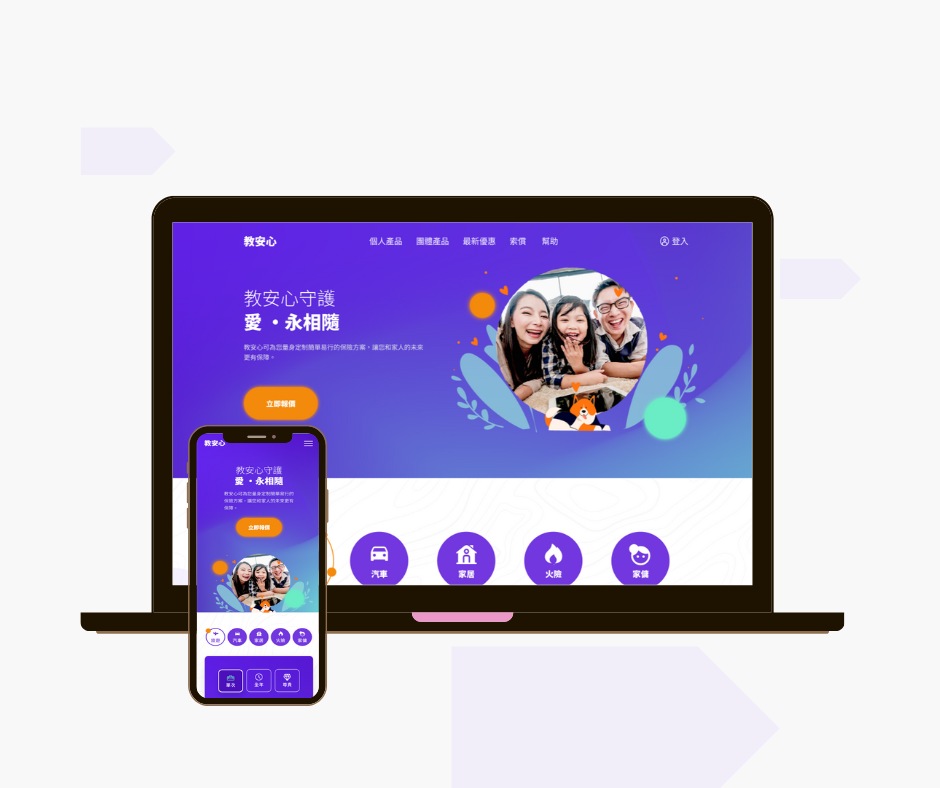 教安心
個人產品 團體產品 最新優惠 索償 幫助
登入
教安心守護
愛・永相隨
教安心可為您量身定制簡單易行的保險方案，讓您和家人的未來
更有保障。
立即報價
汽車
家居
火險
家傭
教安心
教安心守護
愛・永相隨
教安心可為您量身定制簡單易行的
保險方案，讓您和家人的未來更有
保障。
立即報價
旅遊
汽車
家居
火險
家傭
單次
全年
尊貴